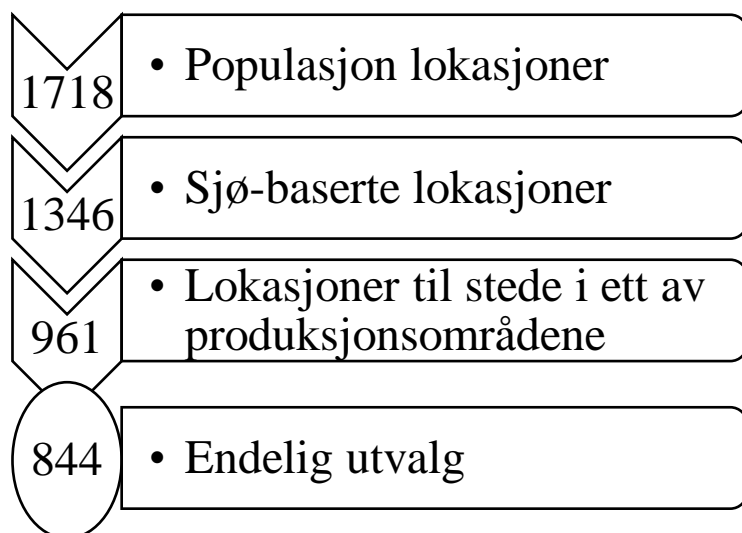 1718
• Populasjon lokasjoner
1346
• Sjø-baserte lokasjoner
961
• Lokasjoner til stede i ett av
produksjonsområdene
844
• Endelig utvalg